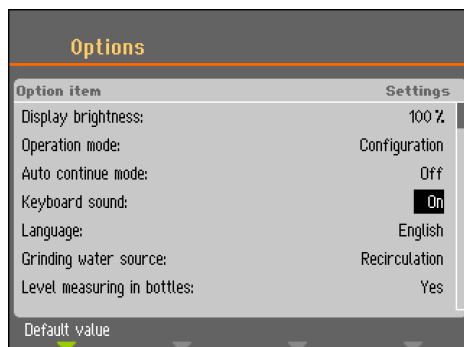 Options
Option item Settings
Display brightness: 100 %
Operation mode: Configuration
Auto continue mode: Off
Keyboard sound: On
Language: English
Grinding water source: Recirculation
Level measuring in bottles: Yes
Default value